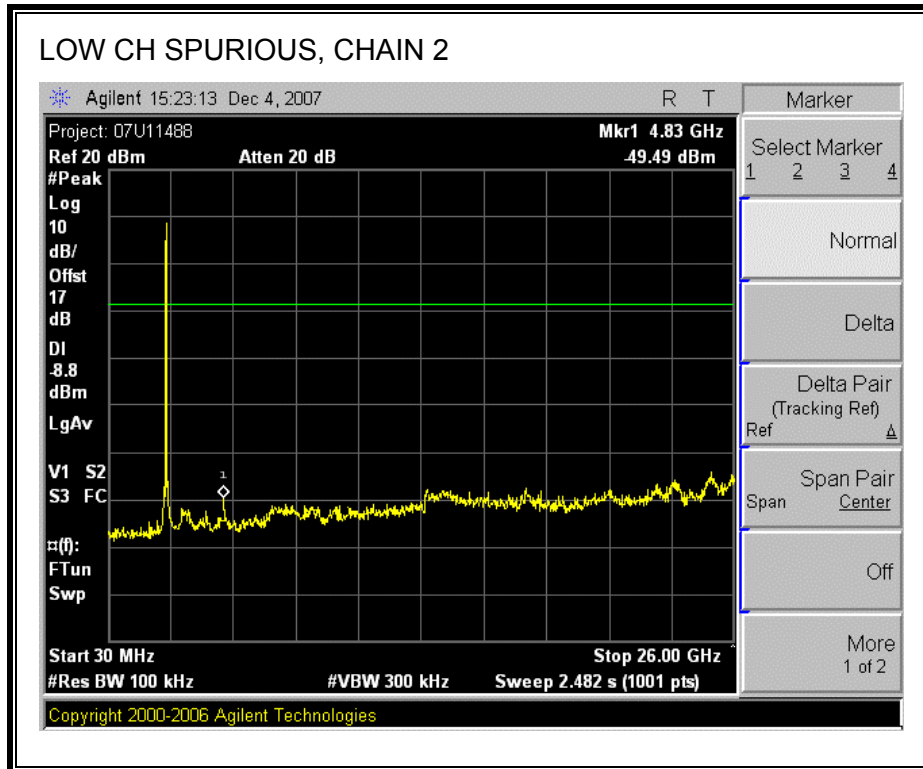 LOW CH SPURIOUS, CHAIN 2
Agilent 15:23:13 Dec 4, 2007
R T
Project: 07U11488
Mkr1 4.83 GHz
Ref 20 dBm
Atten 20 dB
-49.49 dBm
#Peak
Log
10
dB/
Offst
17
dB
DI
-8.8
dBm
LgAv
V1 S2
S3 FC
¤(f):
FTun
Swp
1
Start 30 MHz
Stop 26.00 GHz ^
#Res BW 100 kHz
#VBW 300 kHz
Sweep 2.482 s (1001 pts)
Copyright 2000-2006 Agilent Technologies
Marker
Select Marker
1 2 3 4
Normal
Delta
Delta Pair
(Tracking Ref)
Ref Δ
Span Pair
Span Center
Off
More
1 of 2